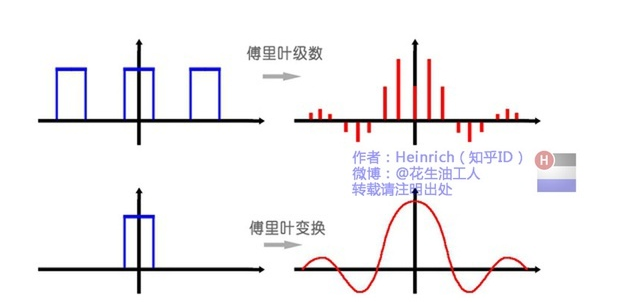 傅里叶级数
作者：Heinrich（知乎ID）
微博：@花生油工人
转载请注明出处
H
傅里叶变换